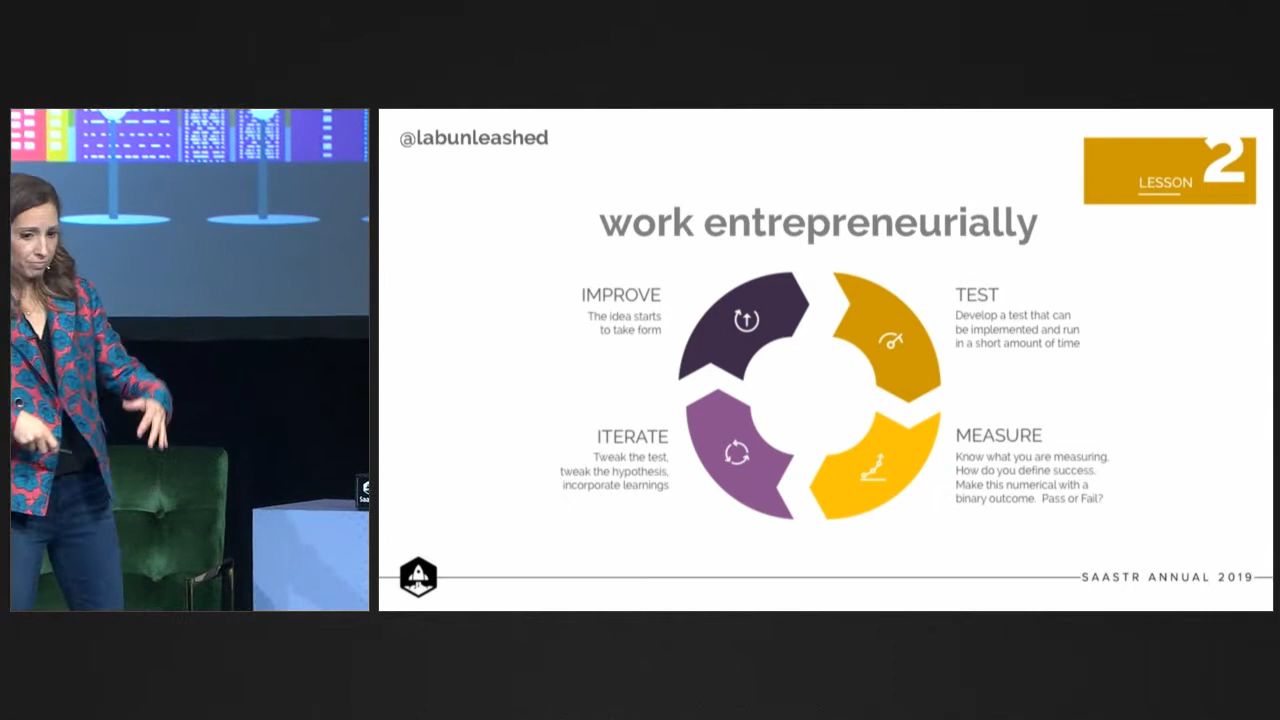 @labunleashed
LESSON 2
work entrepreneurially
IMPROVE
The idea starts
to take form
TEST
Develop a test that can
be implemented and run
in a short amount of time
ITERATE
Tweak the test,
tweak the hypothesis,
incorporate learnings
MEASURE
Know what you are measuring,
How do you define success.
Make this numerical with a
binary outcome. Pass or Fail?
SAASTR ANNUAL 2019